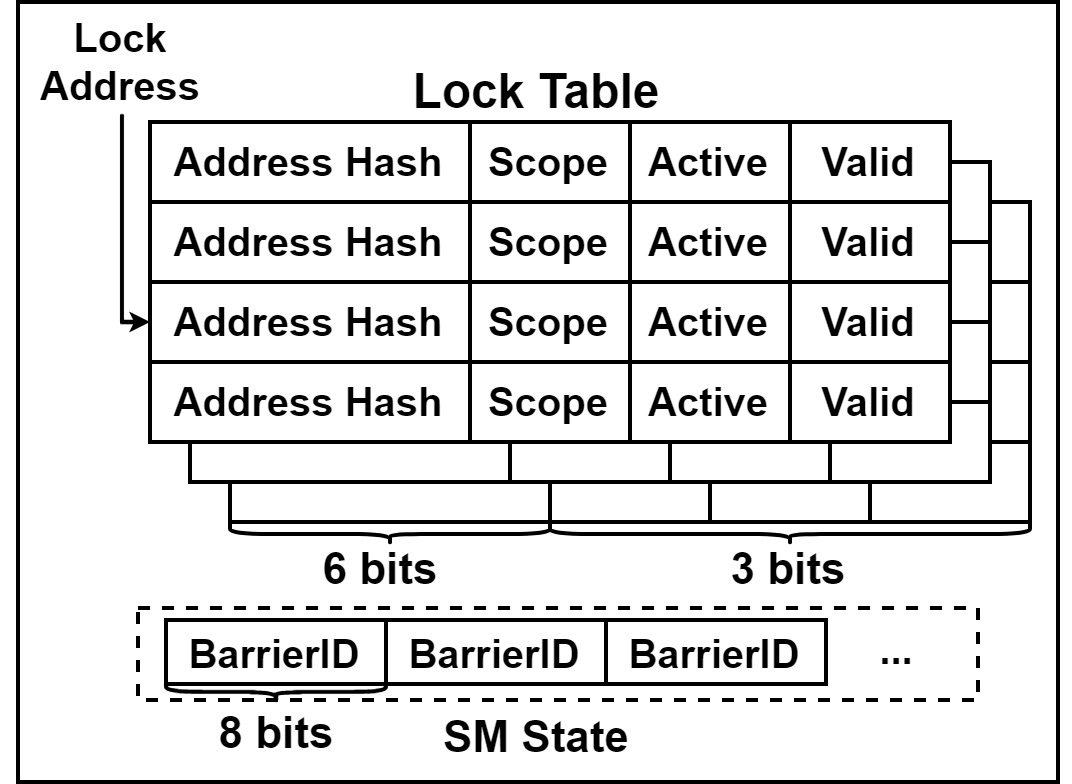 Lock
Address
Lock Table
Address Hash Scope Active Valid
Address Hash Scope Active Valid
Address Hash Scope Active Valid
Address Hash Scope Active Valid
6 bits 3 bits
BarrierID BarrierID BarrierID ...
8 bits SM State